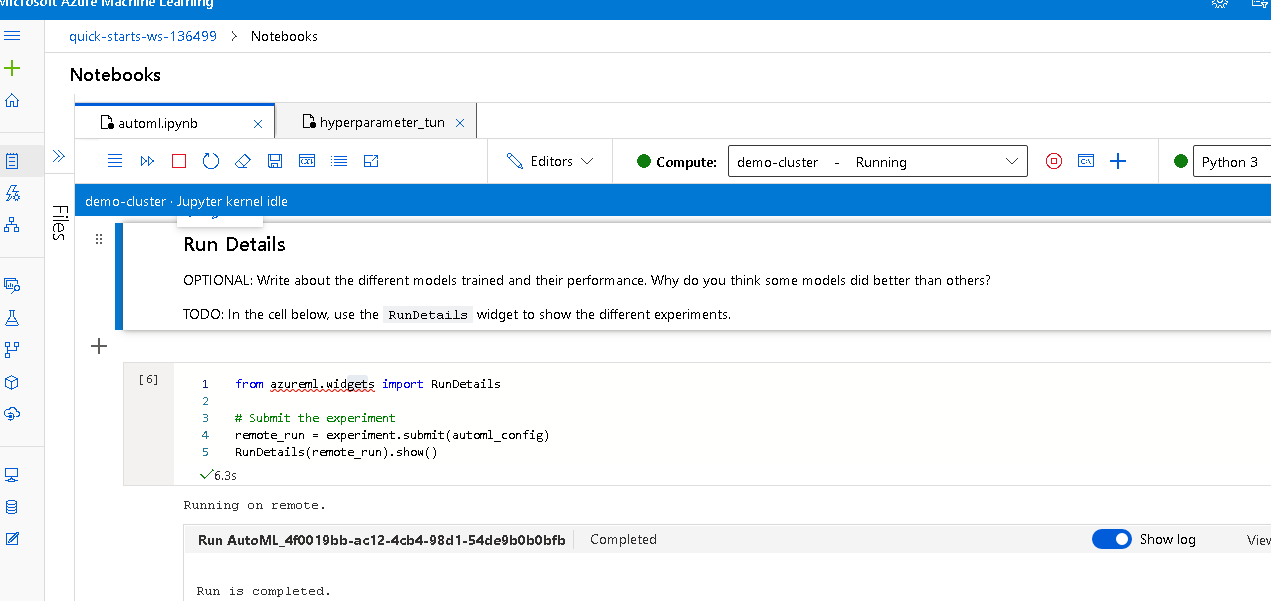 Microsoft Azure Machine Learning
quick-starts-ws-136499 > Notebooks
Notebooks
automl.ipynb
hyperparameter_tun
Editors
Compute:
demo-cluster - Running
Python 3
demo-cluster · Jupyter kernel idle
Files
Run Details
OPTIONAL: Write about the different models trained and their performance. Why do you think some models did better than others?
TODO: In the cell below, use the RunDetails widget to show the different experiments.
[6]
1 from azureml.widgets import RunDetails
2
3 # Submit the experiment
4 remote_run = experiment.submit(automl_config)
5 RunDetails(remote_run).show()
6.3s
Running on remote.
Run AutoML_4f0019bb-ac12-4cb4-98d1-54de9b0b0bfb
Completed
Show log
View
Run is completed.